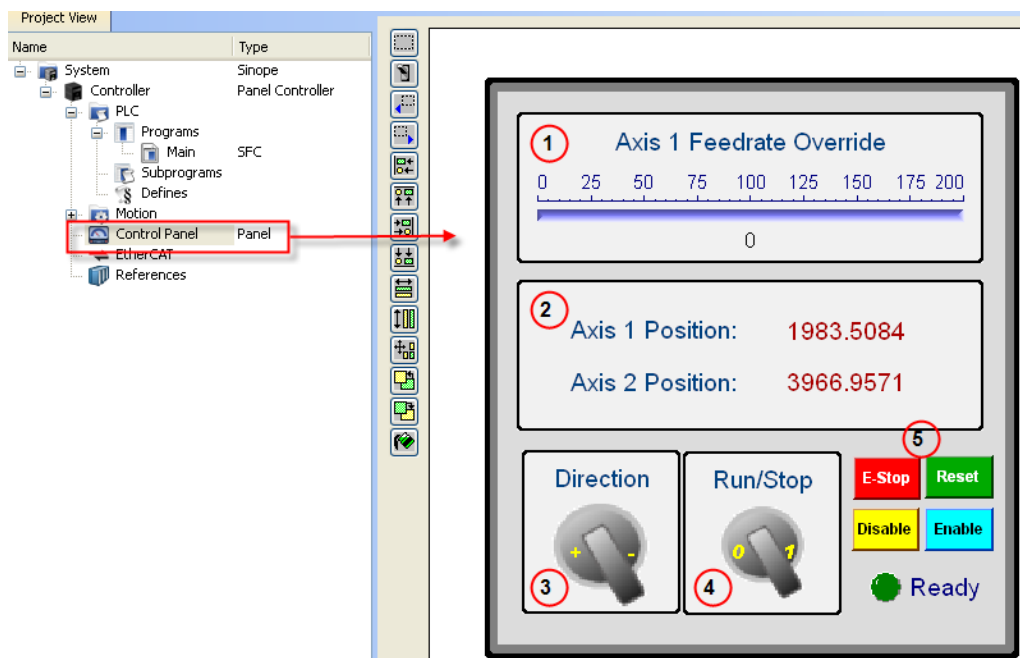 Project View
Name Type
System Sinope
Controller Panel Controller
PLC
Programs
Main SFC
Subprograms
Defines
Motion
Control Panel Panel
EtherCAT
References
1
Axis 1 Feedrate Override
0 25 50 75 100 125 150 175 200
0
2
Axis 1 Position: 1983.5084
Axis 2 Position: 3966.9571
5
Direction
+ -
3
Run/Stop
0 1
4
E-Stop Reset
Disable Enable
Ready